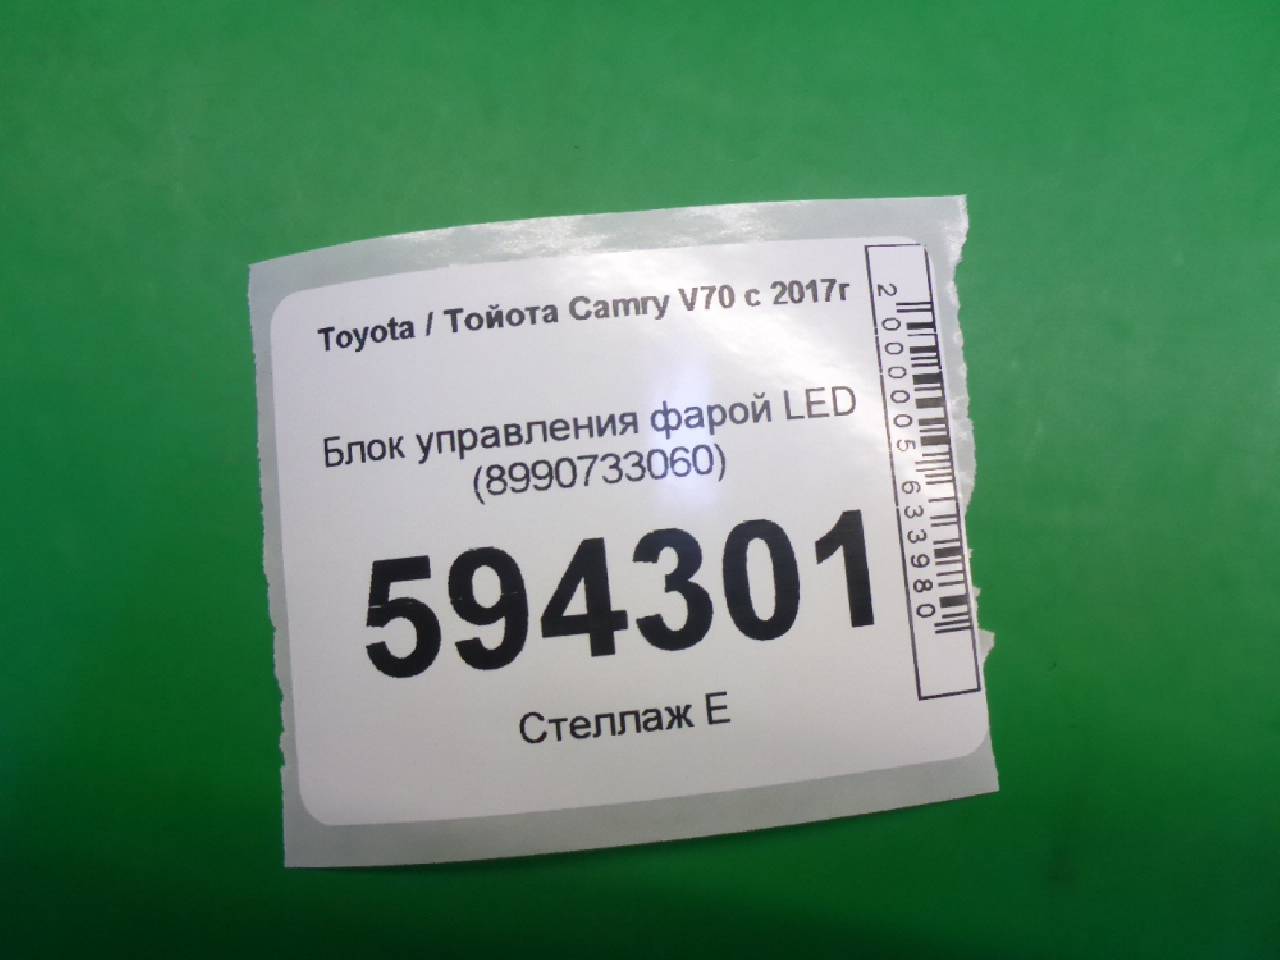 Toyota / Тойота Camry V70 с 2017г
Блок управления фарой LED
(8990733060)
594301
Стеллаж Е
2000005633980